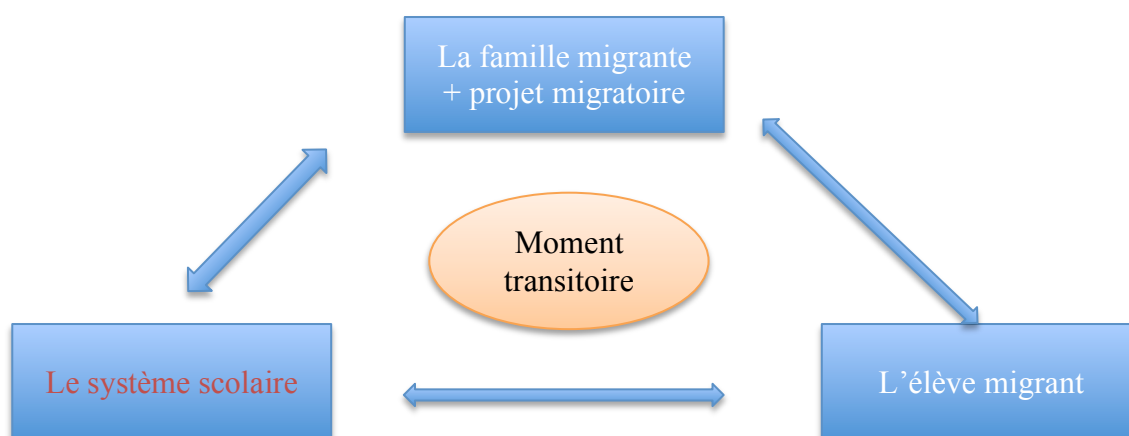 La famille migrante
+ projet migratoire
Moment
transitoire
Le système scolaire
L’élève migrant